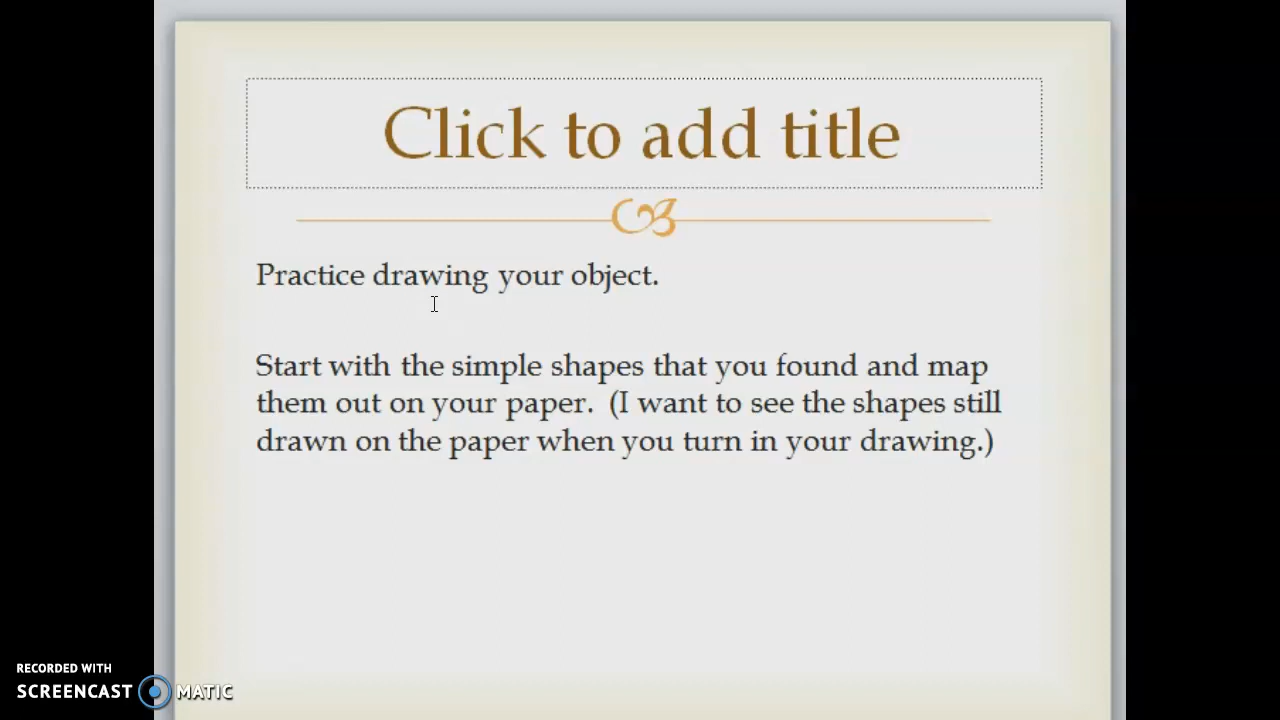 Click to add title
Practice drawing your object.
Start with the simple shapes that you found and map
them out on your paper.  (I want to see the shapes still
drawn on the paper when you turn in your drawing.)
RECORDED WITH
SCREENCAST MATIC